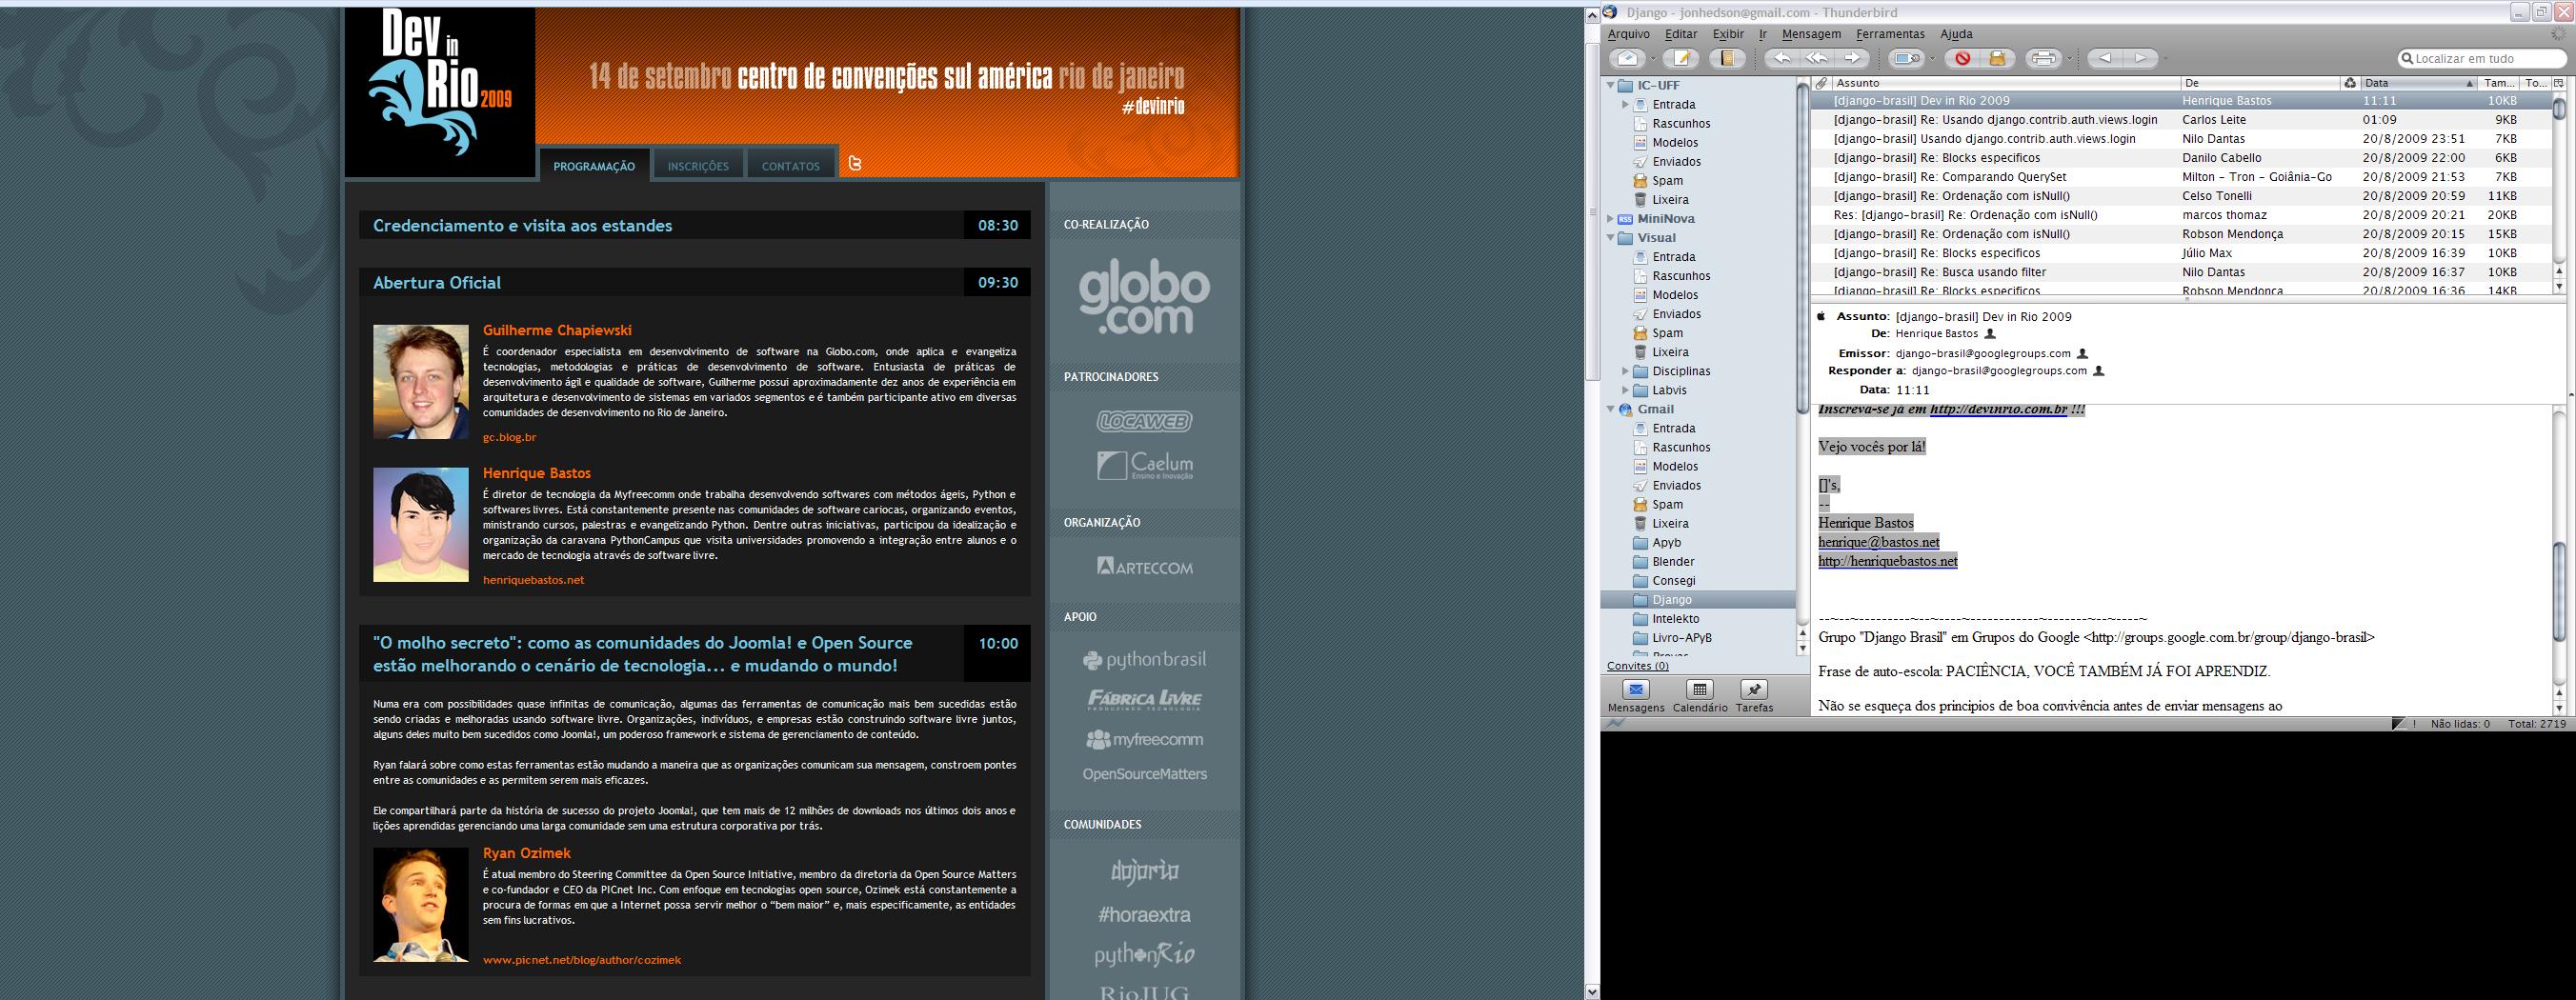 Dev in
Rio 2009
14 de setembro centro de convenções sul américa rio de janeiro
#devinrio
PROGRAMAÇÃO
INSCRIÇÕES
CONTATOS
Credenciamento e visita aos estandes
08:30
Abertura Oficial
09:30
Guilherme Chapiewski
É coordenador especialista em desenvolvimento de software na Globo.com, onde aplica e evangeliza
tecnologias, metodologias e práticas de desenvolvimento de software. Entusiasta de práticas de
desenvolvimento ágil e qualidade de software, Guilherme possui aproximadamente dez anos de experiência em
arquitetura e desenvolvimento de sistemas em variados segmentos e é também participante ativo em diversas
comunidades de desenvolvimento no Rio de Janeiro.
gc.blog.br
Henrique Bastos
É diretor de tecnologia da Myfreecomm onde trabalha desenvolvendo softwares com métodos ágeis, Python e
softwares livres. Está constantemente presente nas comunidades de software cariocas, organizando eventos,
ministrando cursos, palestras e evangelizando Python. Dentre outras iniciativas, participou da idealização e
organização da caravana PythonCampus que visita universidades promovendo a integração entre alunos e o
mercado de tecnologia através de software livre.
henriquebastos.net
"O molho secreto": como as comunidades do Joomla! e Open Source
estão melhorando o cenário de tecnologia... e mudando o mundo!
10:00
Numa era com possibilidades quase infinitas de comunicação, algumas das ferramentas de comunicação mais bem sucedidas estão
sendo criadas e melhoradas usando software livre. Organizações, indivíduos, e empresas estão construindo software livre juntos,
alguns deles muito bem sucedidos como Joomla!, um poderoso framework e sistema de gerenciamento de conteúdo.
Ryan falará sobre como estas ferramentas estão mudando a maneira que as organizações comunicam sua mensagem, constroem pontes
entre as comunidades e as permitem serem mais eficazes.
Ele compartilhará parte da história de sucesso do projeto Joomla!, que tem mais de 12 milhões de downloads nos últimos dois anos e
lições aprendidas gerenciando uma larga comunidade sem uma estrutura corporativa por trás.
Ryan Ozimek
É atual membro do Steering Committee da Open Source Initiative, membro da diretoria da Open Source Matters
e co-fundador e CEO da PICnet Inc. Com enfoque em tecnologias open source, Ozimek está constantemente a
procura de formas em que a Internet possa servir melhor o “bem maior” e, mais especificamente, as entidades
sem fins lucrativos.
www.picnet.net/blog/author/cozimek
CO-REALIZAÇÃO
globo
.com
PATROCINADORES
LOCAWEB
Caelum
Ensino e Inovação
ORGANIZAÇÃO
ARTECCOM
APOIO
pythonbrasil
FÁBRICA LIVRE
PRODUZINDO TECNOLOGIA
myfreecomm
OpenSourceMatters
COMUNIDADES
dojorio
#horaextra
pythonRio
RioJUG
Django - jonhedson@gmail.com - Thunderbird
Arquivo Editar Exibir Ir Mensagem Ferramentas Ajuda
Localizar em tudo
IC-UFF
Entrada
Rascunhos
Modelos
Enviados
Spam
Lixeira
MiniNova
Visual
Entrada
Rascunhos
Modelos
Enviados
Spam
Lixeira
Disciplinas
Labvis
Gmail
Entrada
Rascunhos
Modelos
Enviados
Spam
Lixeira
Apyb
Blender
Consegi
Django
Intelekto
Livro-APyB
Provas
Convites (0)
Mensagens Calendário Tarefas
Assunto De Data Tam... To...
[django-brasil] Dev in Rio 2009 Henrique Bastos 11:11 10KB
[django-brasil] Re: Usando django.contrib.auth.views.login Carlos Leite 01:09 9KB
[django-brasil] Usando django.contrib.auth.views.login Nilo Dantas 20/8/2009 23:51 7KB
[django-brasil] Re: Blocks especificos Danilo Cabello 20/8/2009 22:00 6KB
[django-brasil] Re: Comparando QuerySet Milton - Tron - Goiânia-Go 20/8/2009 21:53 7KB
[django-brasil] Re: Ordenação com isNull() Celso Tonelli 20/8/2009 20:59 11KB
Res: [django-brasil] Re: Ordenação com isNull() marcos thomaz 20/8/2009 20:21 20KB
[django-brasil] Re: Ordenação com isNull() Robson Mendonça 20/8/2009 20:15 15KB
[django-brasil] Re: Blocks especificos Júlio Max 20/8/2009 16:39 10KB
[django-brasil] Re: Busca usando filter Nilo Dantas 20/8/2009 16:37 10KB
[django-brasil] Re: Blocks especificos Robson Mendonça 20/8/2009 16:36 14KB
Assunto: [django-brasil] Dev in Rio 2009
De: Henrique Bastos
Emissor: django-brasil@googlegroups.com
Responder a: django-brasil@googlegroups.com
Data: 11:11
Inscreva-se já em http://devinrio.com.br !!!
Vejo vocês por lá!
[]'s,
--
Henrique Bastos
henrique@bastos.net
http://henriquebastos.net
--~--~---------~--~----~------------~-------~--~----~
Grupo "Django Brasil" em Grupos do Google <http://groups.google.com.br/group/django-brasil>
Frase de auto-escola: PACIÊNCIA, VOCÊ TAMBÉM JÁ FOI APRENDIZ.
Não se esqueça dos principios de boa convivência antes de enviar mensagens ao
! Não lidas: 0 Total: 2719